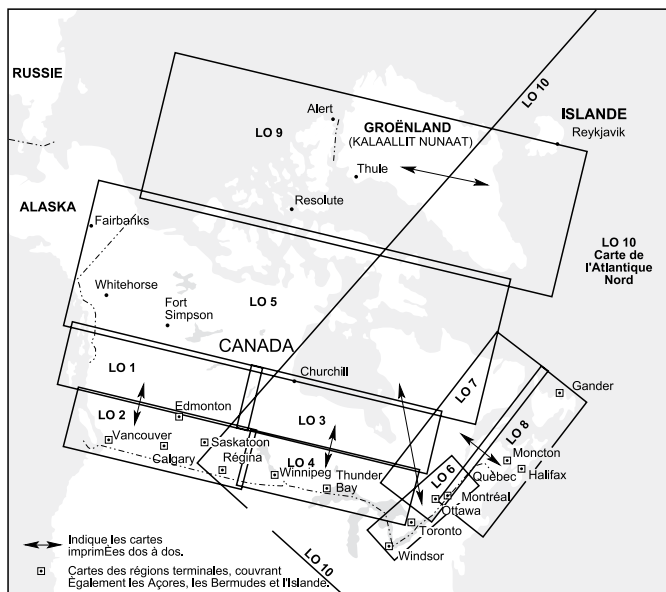 RUSSIE
LO 10
ISLANDE
Reykjavik
Alert
LO 9
GROËNLAND
(KALAALLIT NUNAAT)
Thule
Resolute
ALASKA
Fairbanks
LO 10
Carte de
l'Atlantique
Nord
Whitehorse
LO 5
Fort
Simpson
CANADA
LO 1
Churchill
LO 7
Gander
LO 2
Edmonton
LO 3
LO 8
Vancouver
Saskatoon
Calgary
Régina
LO 4
Winnipeg
Thunder
Bay
LO 6
Moncton
Quèbec
Halifax
Montréal
Ottawa
Toronto
Windsor
LO 10
Indique les cartes
imprimÈes dos à dos.
Cartes des régions terminales, couvrant
Également les Açores, les Bermudes et l'Islande.